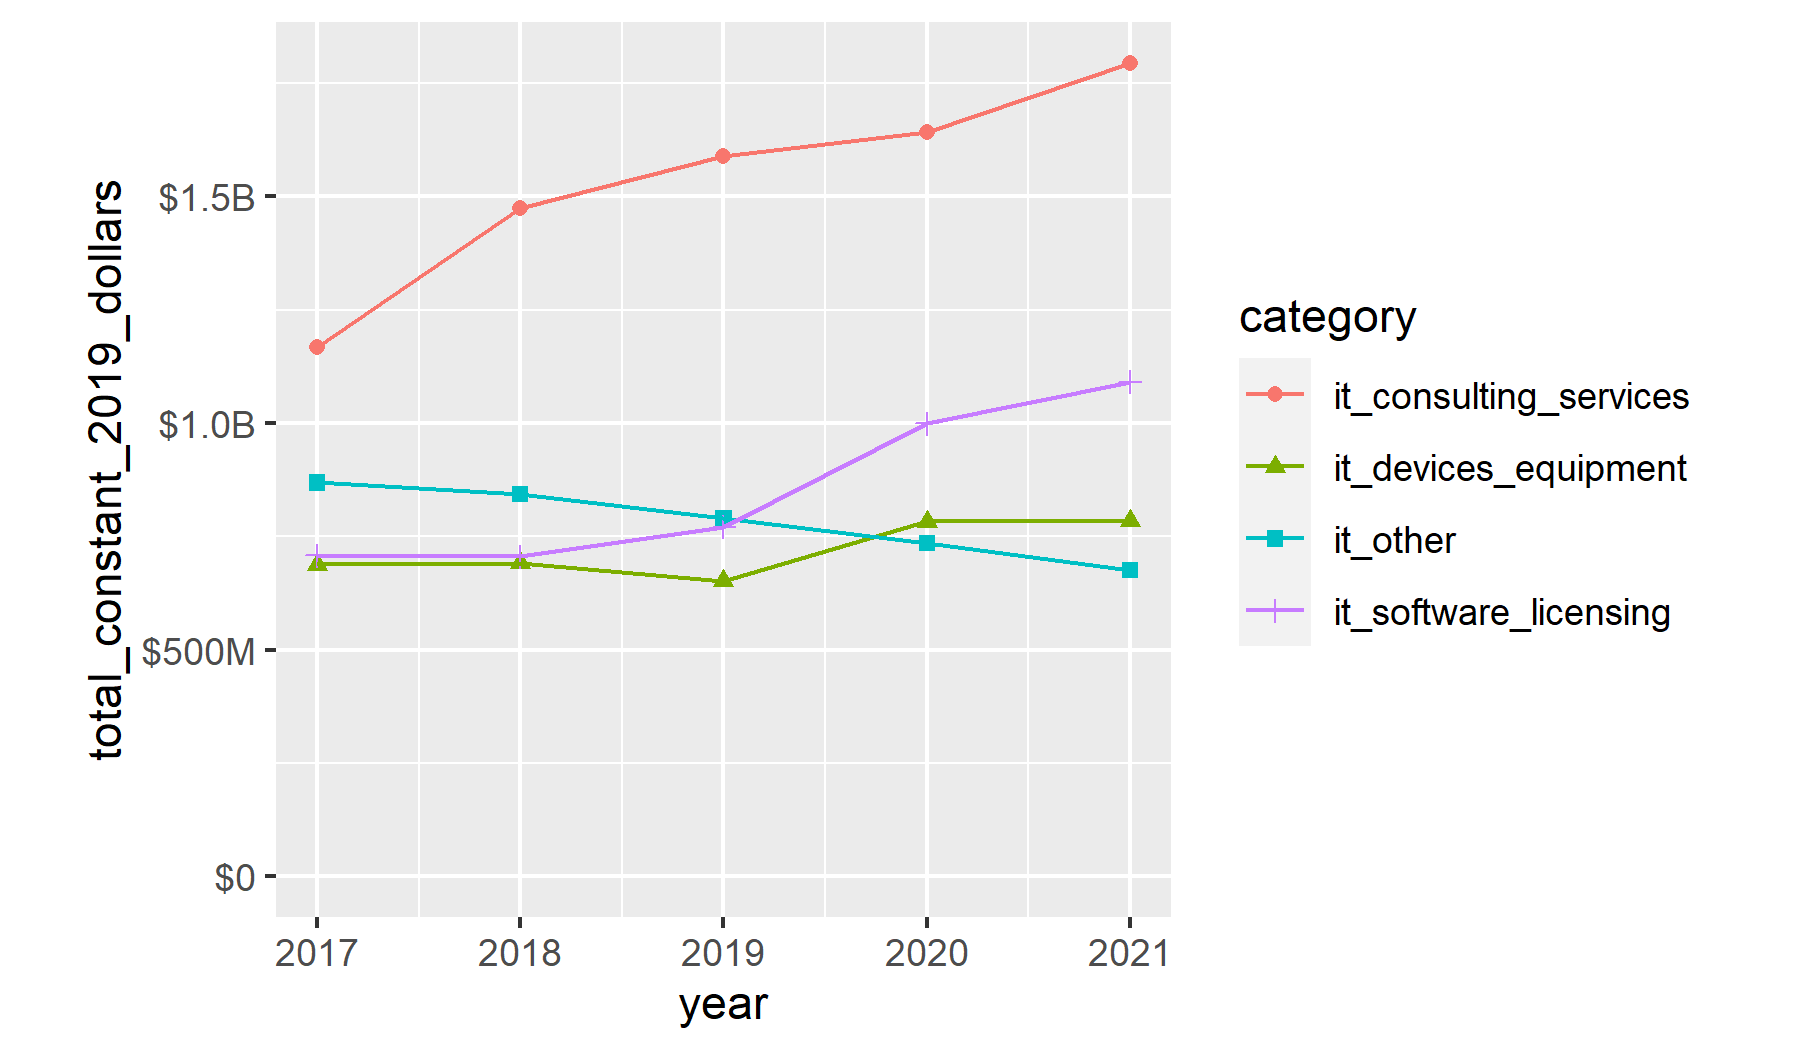 total_constant_2019_dollars
$1.5B
$1.0B
$500M
$0
2017 2018 2019 2020 2021
year
category
it_consulting_services
it_devices_equipment
it_other
it_software_licensing